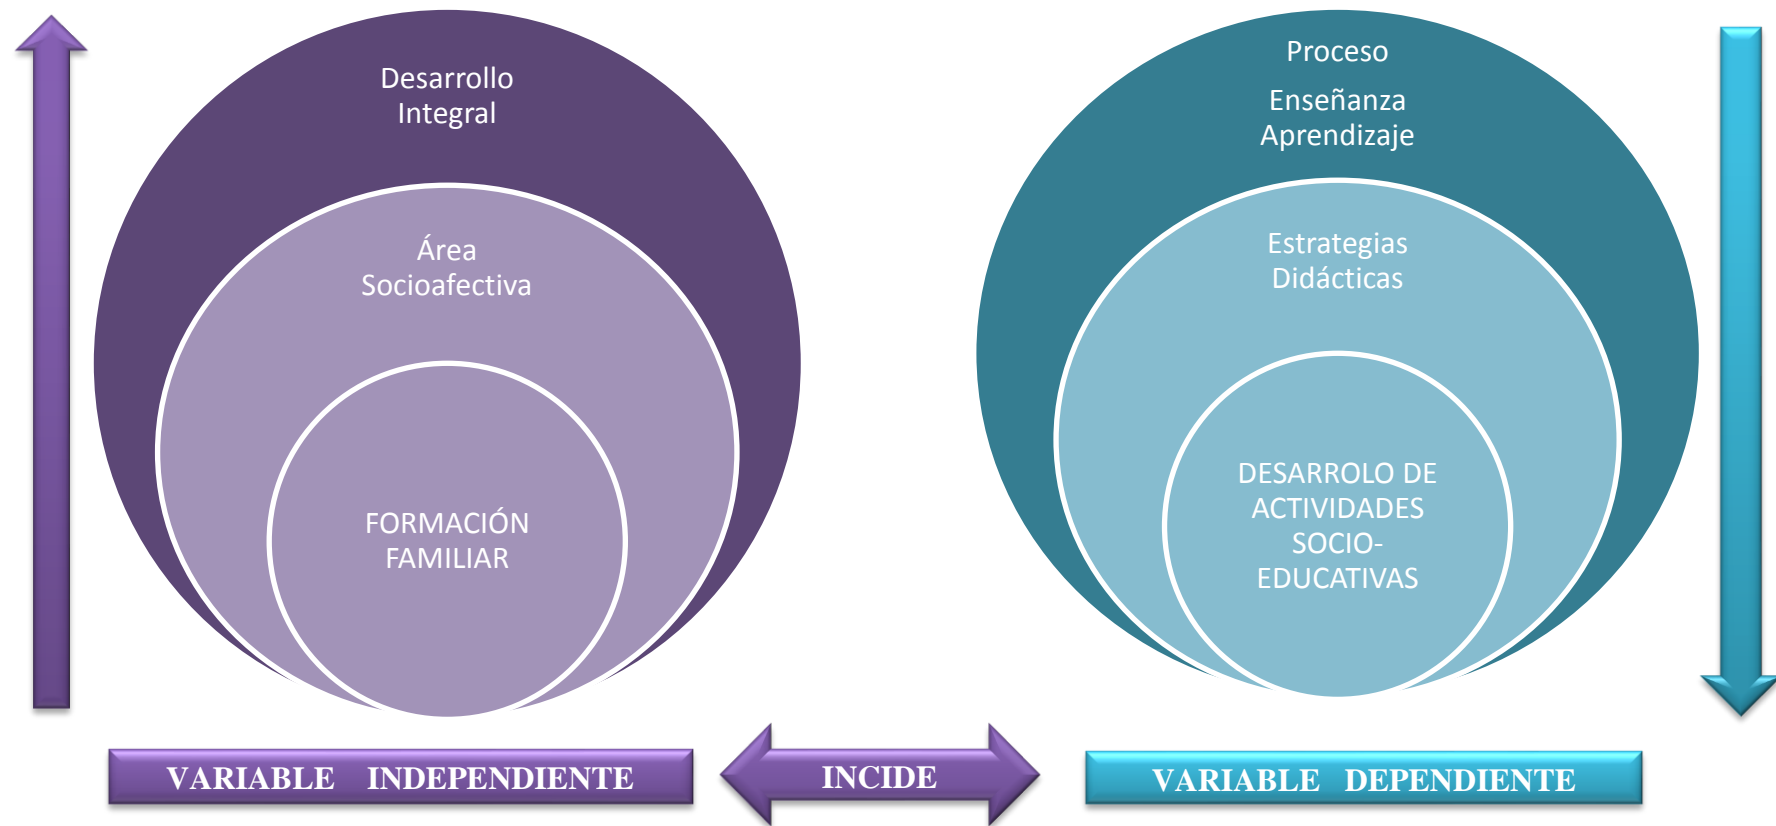 Desarrollo
Integral
Área
Socioafectiva
FORMACIÓN
FAMILIAR
Proceso
Enseñanza
Aprendizaje
Estrategias
Didácticas
DESARROLO DE
ACTIVIDADES
SOCIO-
EDUCATIVAS
VARIABLE INDEPENDIENTE
INCIDE
VARIABLE DEPENDIENTE